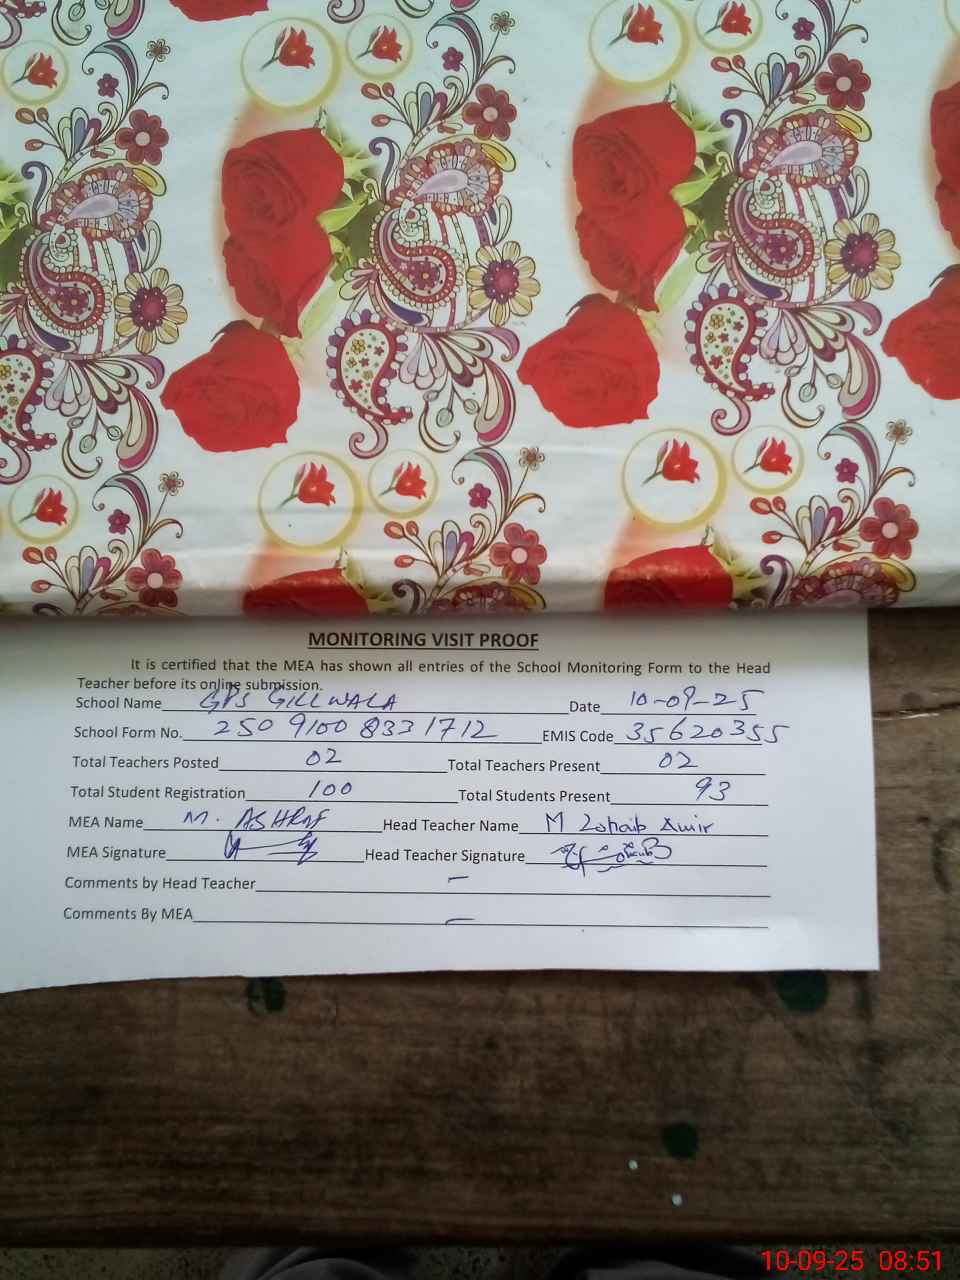 MONITORING VISIT PROOF
It is certified that the MEA has shown all entries of the School Monitoring Form to the Head
Teacher before its online submission.
School Name GPS GILLWALA Date 10-09-25
School Form No. 250 9100 8331712 EMIS Code 35620355
Total Teachers Posted 02 Total Teachers Present 02
Total Student Registration 100 Total Students Present 93
MEA Name M. ASHRAF Head Teacher Name M Zohaib Amir
MEA Signature Head Teacher Signature
Comments by Head Teacher –
Comments By MEA –
10-09-25 08:51